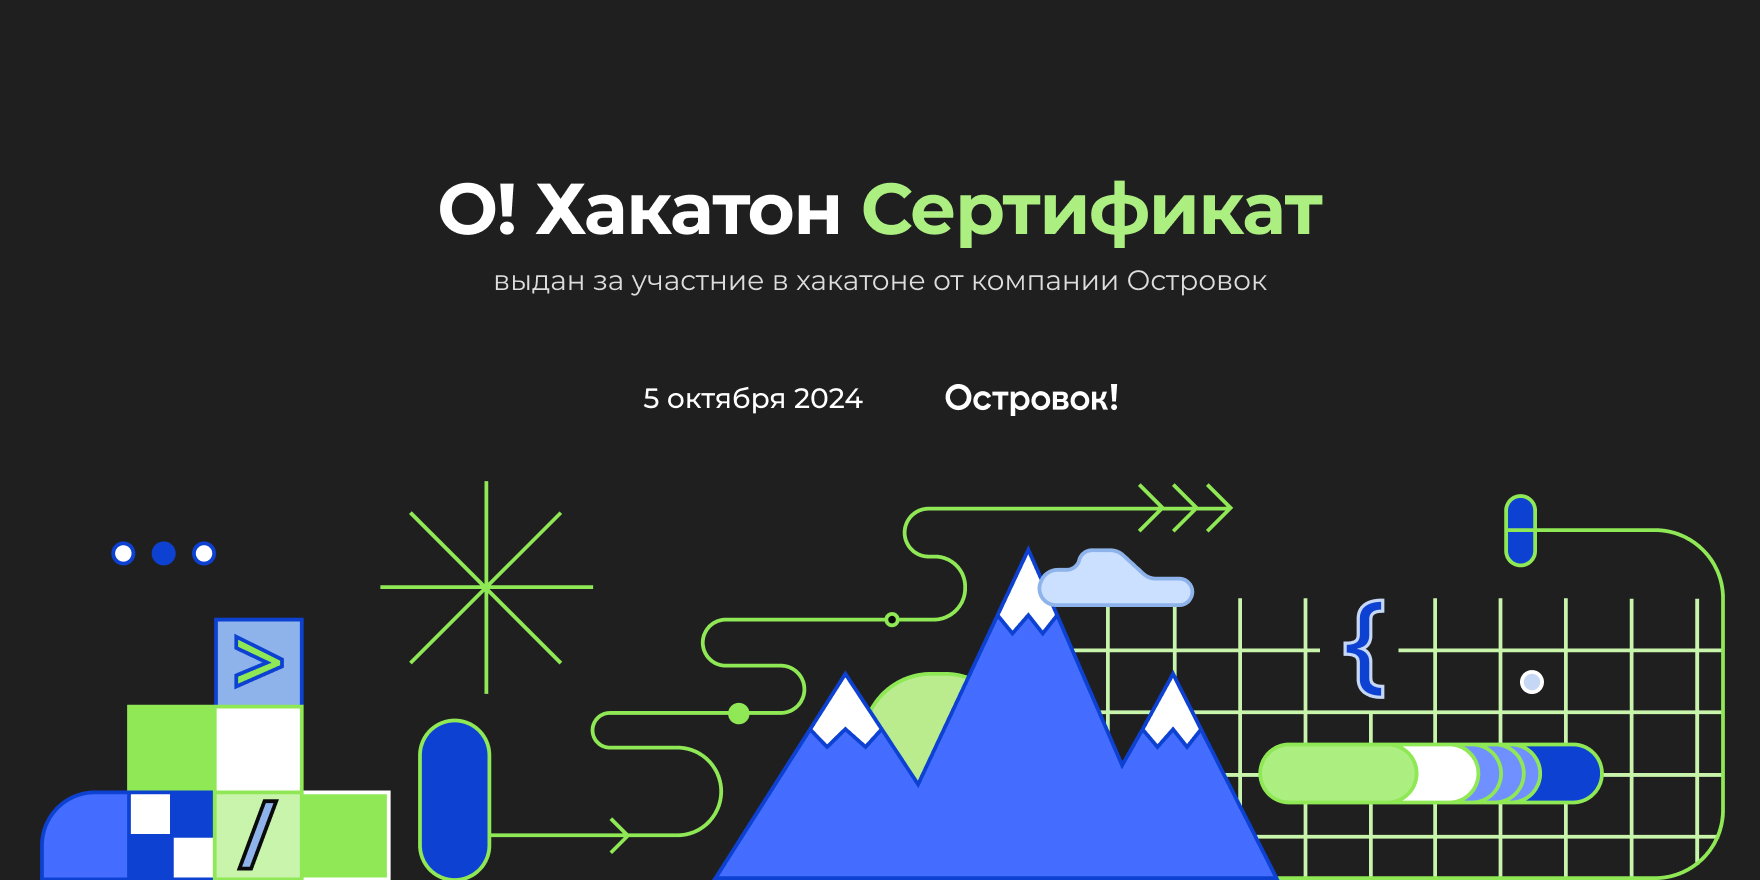 О! Хакатон Сертификат
выдан за участние в хакатоне от компании Островок
5 октября 2024 Островок!
{
>
/